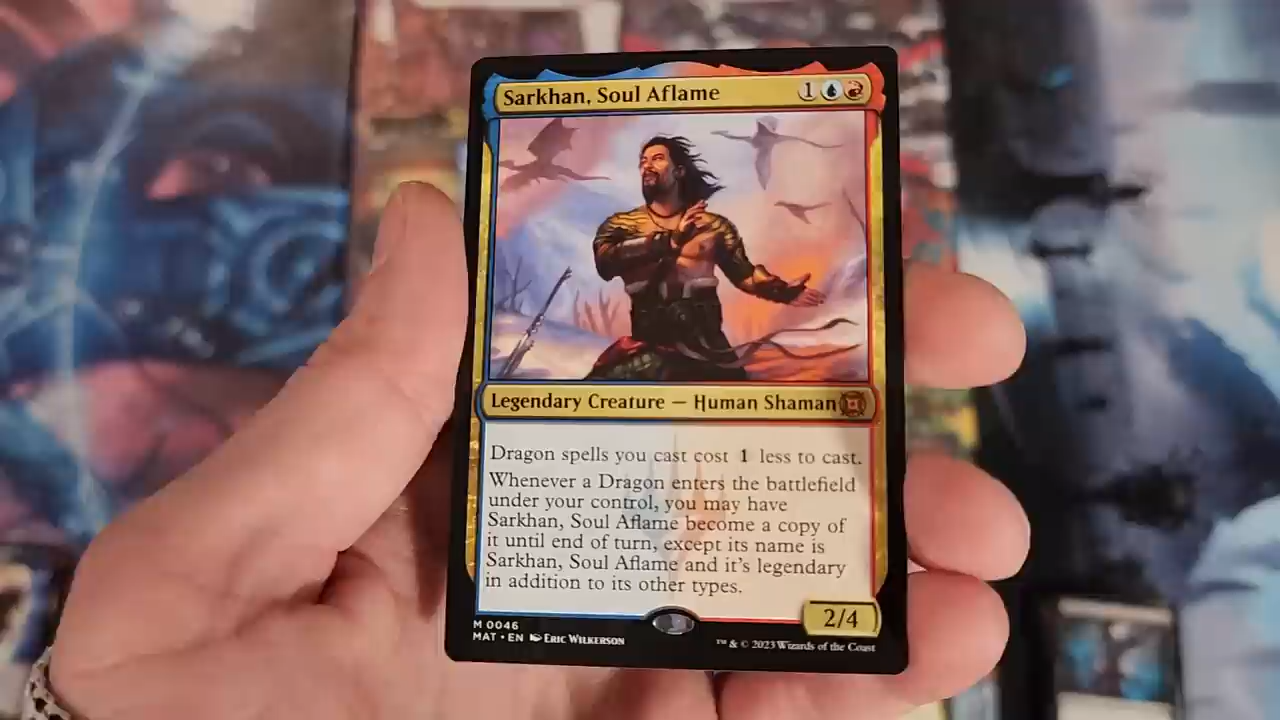 Sarkhan, Soul Aflame 1
Legendary Creature — Human Shaman
Dragon spells you cast cost 1 less to cast.
Whenever a Dragon enters the battlefield
under your control, you may have
Sarkhan, Soul Aflame become a copy of
it until end of turn, except its name is
Sarkhan, Soul Aflame and it's legendary
in addition to its other types.
2/4
M 0046
MAT • EN Eric Wilkerson
™ & © 2023 Wizards of the Coast